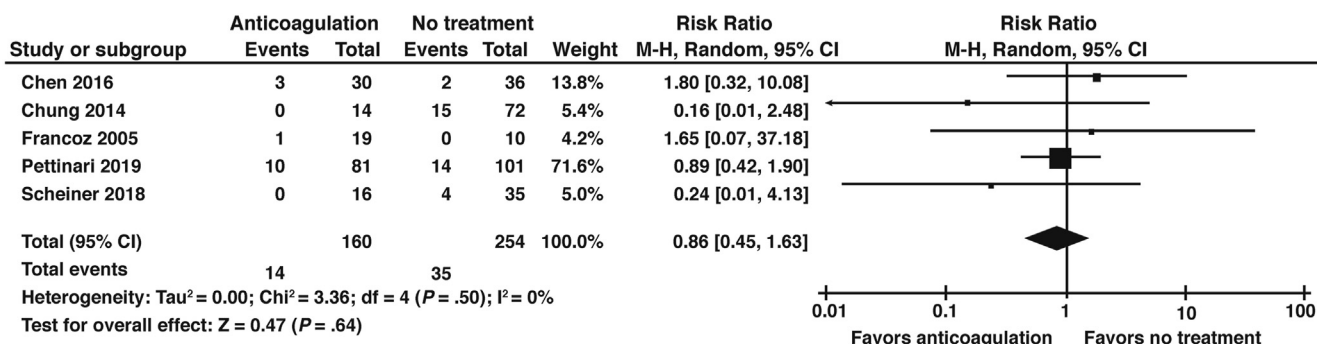 Anticoagulation No treatment Risk Ratio Risk Ratio
Study or subgroup Events Total Events Total Weight M-H, Random, 95% CI M-H, Random, 95% CI
Chen 2016 3 30 2 36 13.8% 1.80 [0.32, 10.08]
Chung 2014 0 14 15 72 5.4% 0.16 [0.01, 2.48]
Francoz 2005 1 19 0 10 4.2% 1.65 [0.07, 37.18]
Pettinari 2019 10 81 14 101 71.6% 0.89 [0.42, 1.90]
Scheiner 2018 0 16 4 35 5.0% 0.24 [0.01, 4.13]
Total (95% CI) 160 254 100.0% 0.86 [0.45, 1.63]
Total events 14 35
Heterogeneity: Tau² = 0.00; Chi² = 3.36; df = 4 (P = .50); I² = 0%
Test for overall effect: Z = 0.47 (P = .64)
0.01 0.1 1 10 100
Favors anticoagulation Favors no treatment